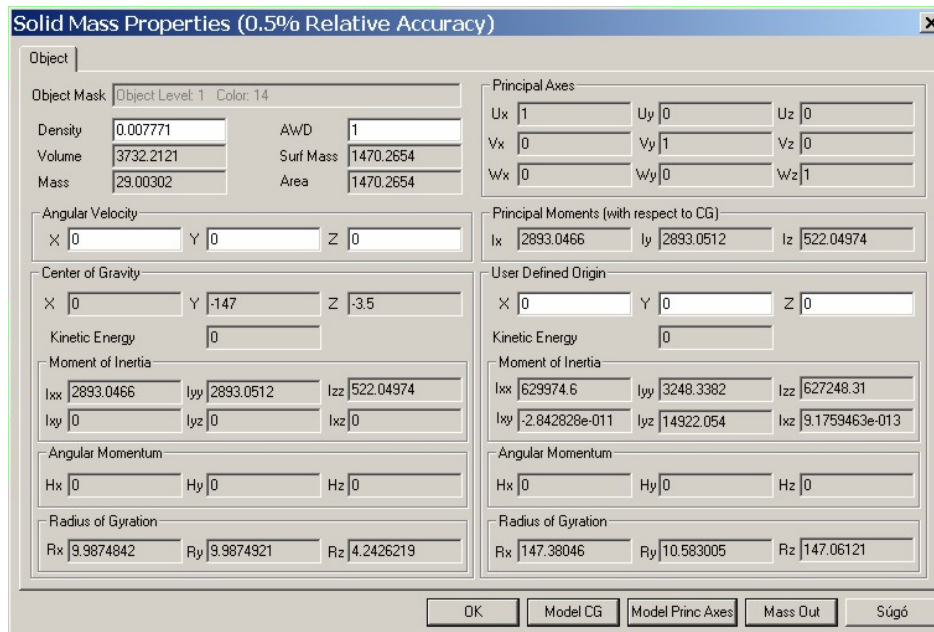 Solid Mass Properties (0.5% Relative Accuracy)
Object
Object Mask Object Level: 1 Color: 14
Density 0.007771 AWD 1
Volume 3732.2121 Surf Mass 1470.2654
Mass 29.00302 Area 1470.2654
Principal Axes
Ux 1 Uy 0 Uz 0
Vx 0 Vy 1 Vz 0
Wx 0 Wy 0 Wz 1
Angular Velocity
X 0 Y 0 Z 0
Principal Moments (with respect to CG)
Ix 2893.0466 Iy 2893.0512 Iz 522.04974
Center of Gravity
X 0 Y -147 Z -3.5
Kinetic Energy 0
Moment of Inertia
Ixx 2893.0466 Iyy 2893.0512 Izz 522.04974
Ixy 0 Iyz 0 Ixz 0
Angular Momentum
Hx 0 Hy 0 Hz 0
Radius of Gyration
Rx 9.9874842 Ry 9.9874921 Rz 4.2426219
User Defined Origin
X 0 Y 0 Z 0
Kinetic Energy 0
Moment of Inertia
Ixx 629974.6 Iyy 3248.3382 Izz 627248.31
Ixy -2.842828e-011 Iyz 14922.054 Ixz 9.1759463e-013
Angular Momentum
Hx 0 Hy 0 Hz 0
Radius of Gyration
Rx 147.38046 Ry 10.583005 Rz 147.06121
OK Model CG Model Princ Axes Mass Out Súgó